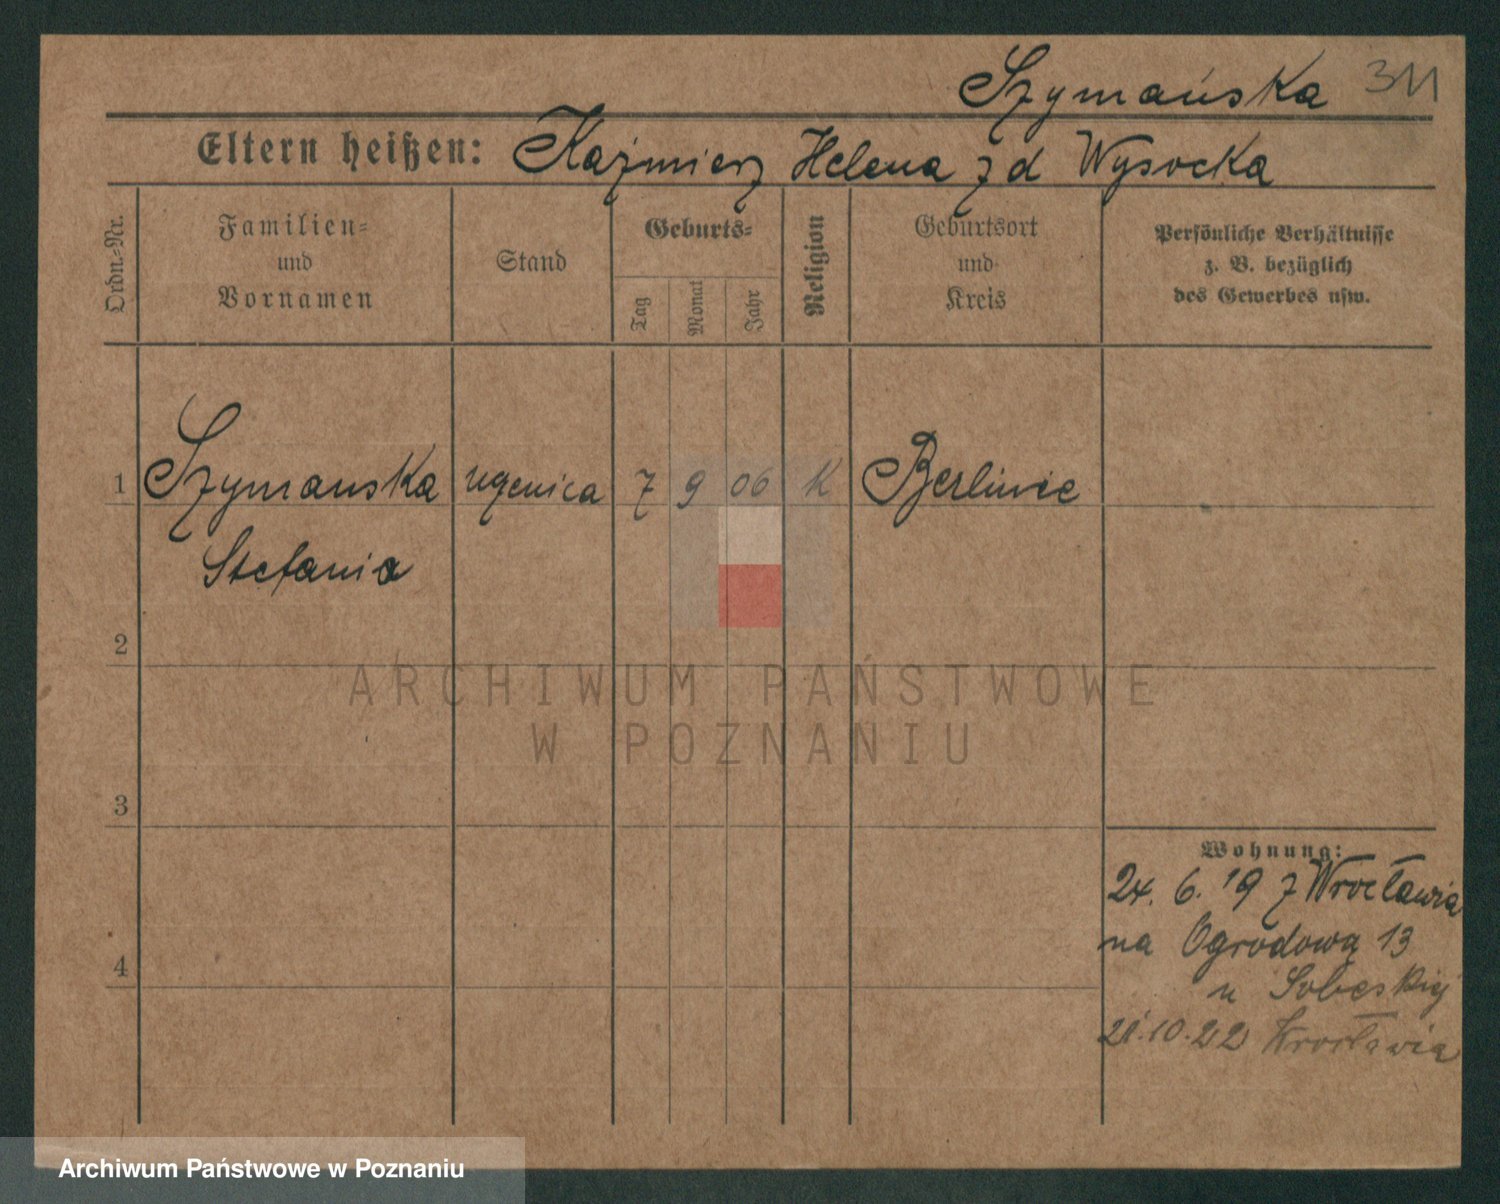 Szymańska 311
Eltern heißen: Kaźmierz Helena z d Wysocka
Ordn.-Nr.
Familien-
und
Vornamen
Stand
Geburts-
Tag
Monat
Jahr
Religion
Geburtsort
und
Kreis
Persönliche Verhältnisse
z. B. bezüglich
des Gewerbes usw.
1 Szymanska ugenica 7 9 06 K Berlinie
Stefania
2
3
4
ARCHIWUM PAŃSTWOWE
W POZNANIU
Wohnung:
24. 6. 19 z Wrocławia
na Ogrodową 13
u Sobeskiej
21.10.22 Wrocławia
Archiwum Państwowe w Poznaniu